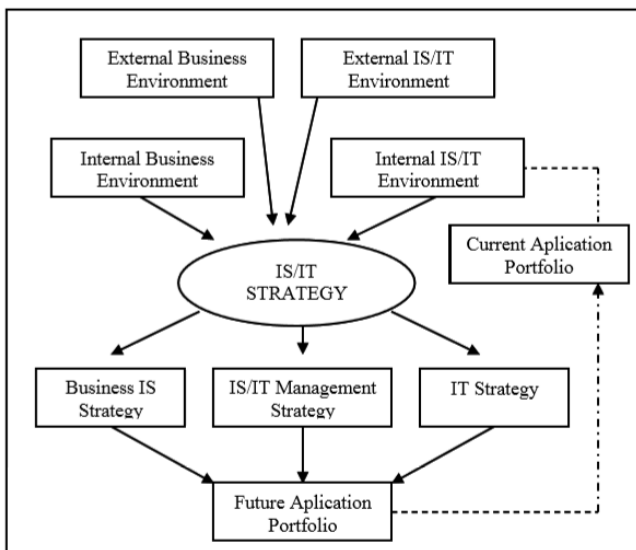 External Business
Environment
External IS/IT
Environment
Internal Business
Environment
Internal IS/IT
Environment
Current Aplication
Portfolio
IS/IT
STRATEGY
Business IS
Strategy
IS/IT Management
Strategy
IT Strategy
Future Aplication
Portfolio